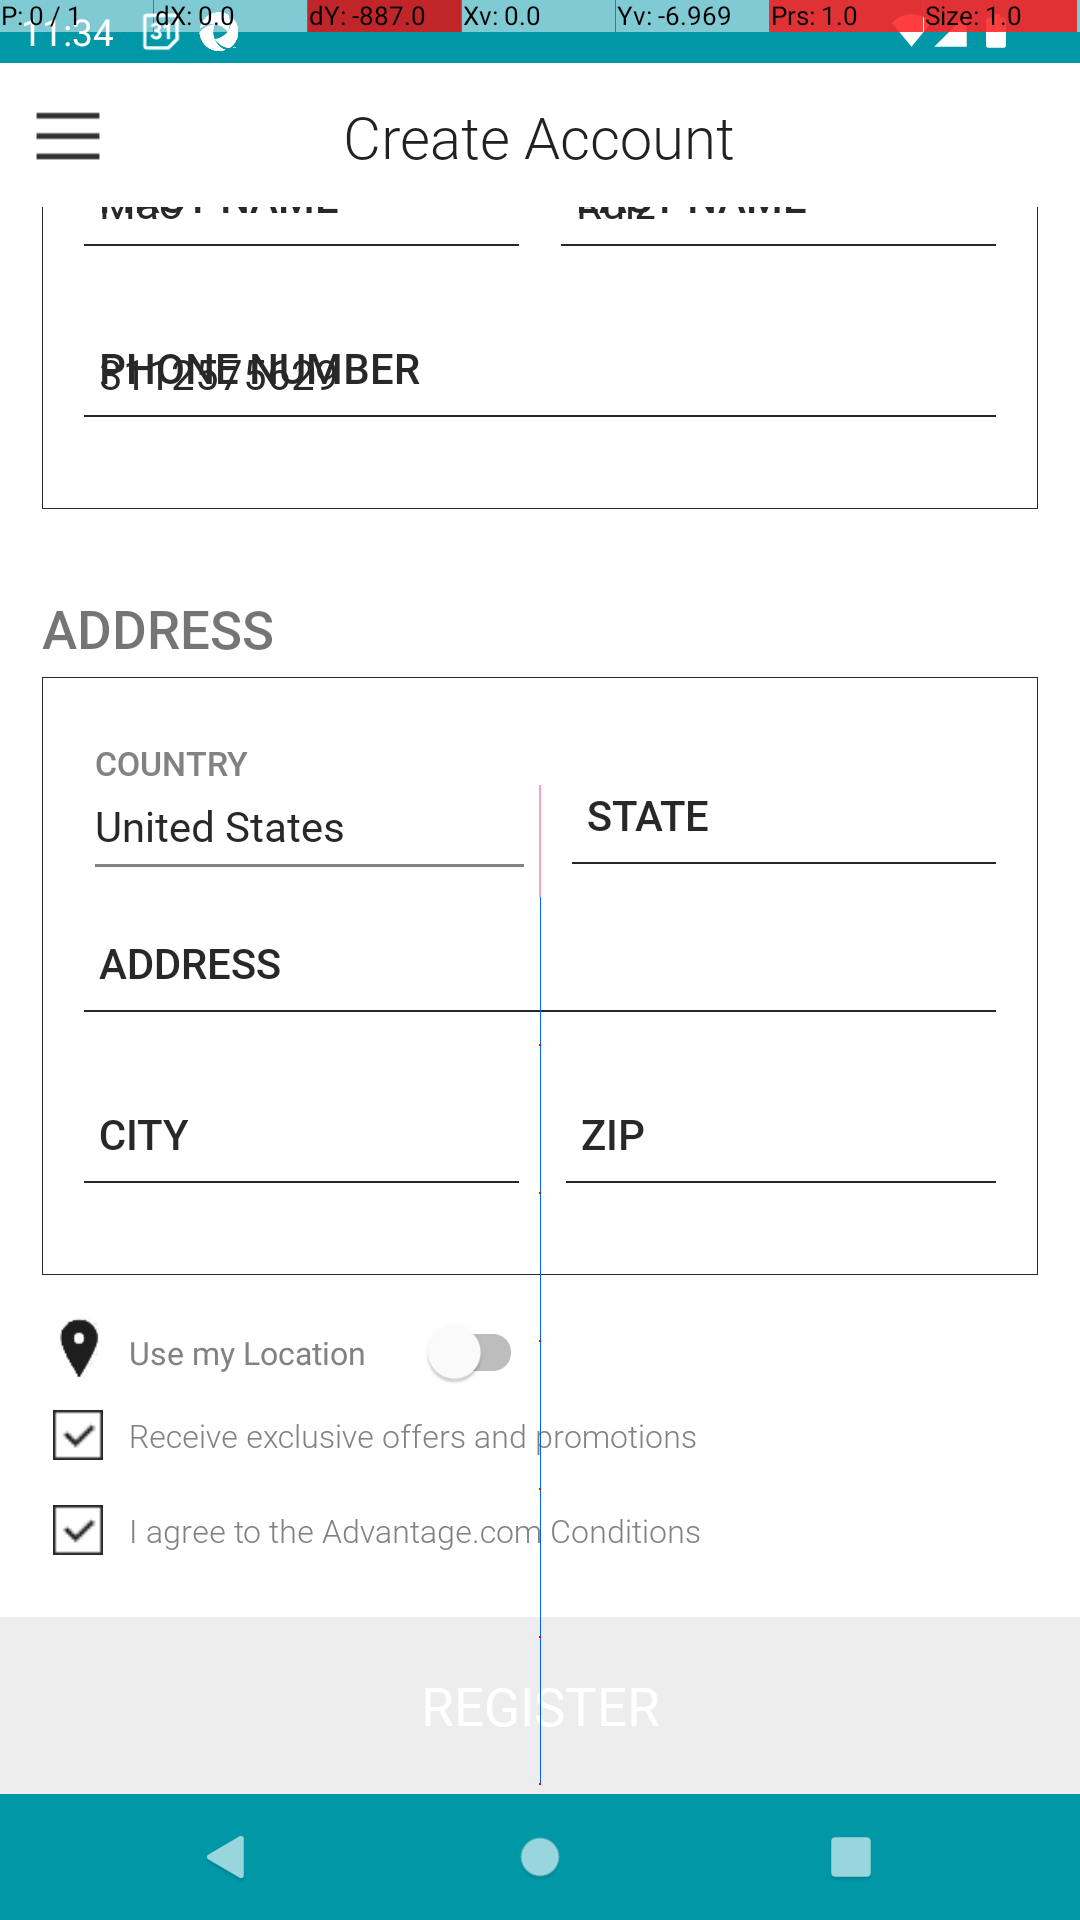 P: 0 / 1 dX: 0.0 dY: -887.0 Xv: 0.0 Yv: -6.969 Prs: 1.0 Size: 1.0
11:34 31
Create Account
PHONE NUMBER
3112575629
ADDRESS
COUNTRY
United States
STATE
ADDRESS
CITY ZIP
Use my Location
Receive exclusive offers and promotions
I agree to the Advantage.com Conditions
REGISTER